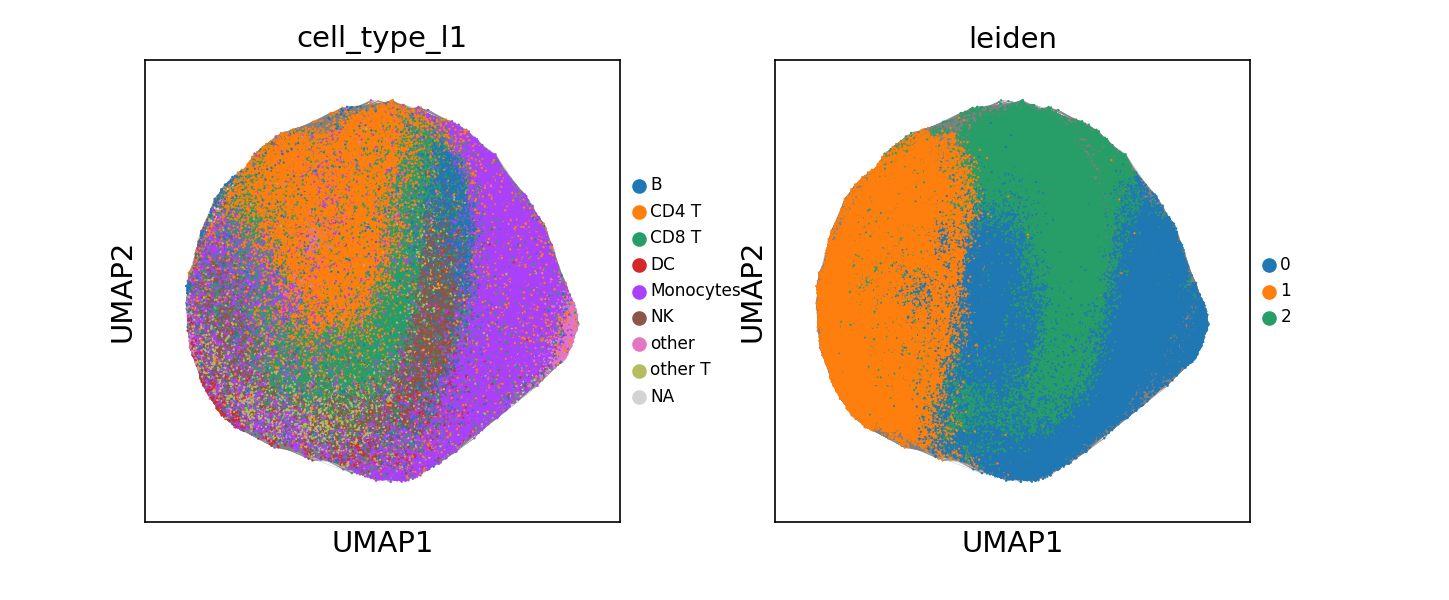 cell_type_l1
UMAP2
UMAP1
B
CD4 T
CD8 T
DC
Monocytes
NK
other
other T
NA
leiden
UMAP2
UMAP1
0
1
2